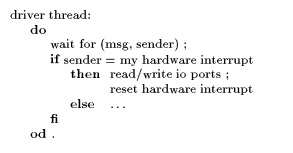 driver thread:
do
wait for (msg, sender) ;
if sender = my hardware interrupt
then read/write io ports ;
reset hardware interrupt
else ...
fi
od .